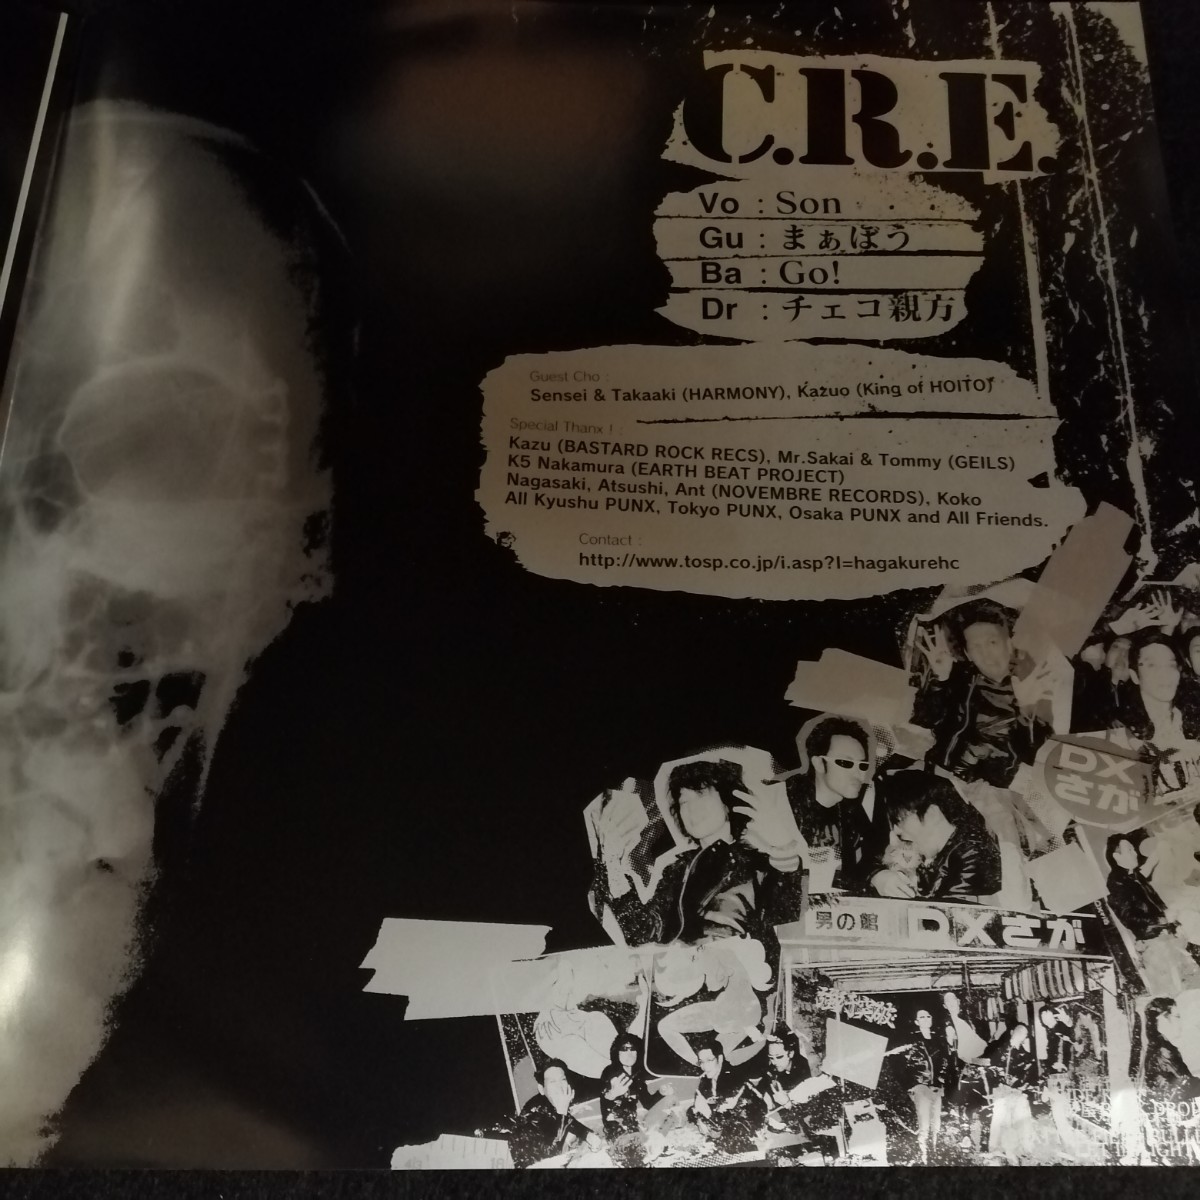 C.R.E.
Vo : Son
Gu : まぁぼう
Ba : Go!
Dr : チェコ親方
Guest Cho :
Sensei & Takaaki (HARMONY), Kazuo (King of HOITO)
Special Thanx ! :
Kazu (BASTARD ROCK RECS), Mr.Sakai & Tommy (GEILS)
K5 Nakamura (EARTH BEAT PROJECT)
Nagasaki, Atsushi, Ant (NOVEMBRE RECORDS), Koko
All Kyushu PUNX, Tokyo PUNX, Osaka PUNX and All Friends.
Contact :
http://www.tosp.co.jp/i.asp?I=hagakurehc
DX
さが
男の館 DXさが